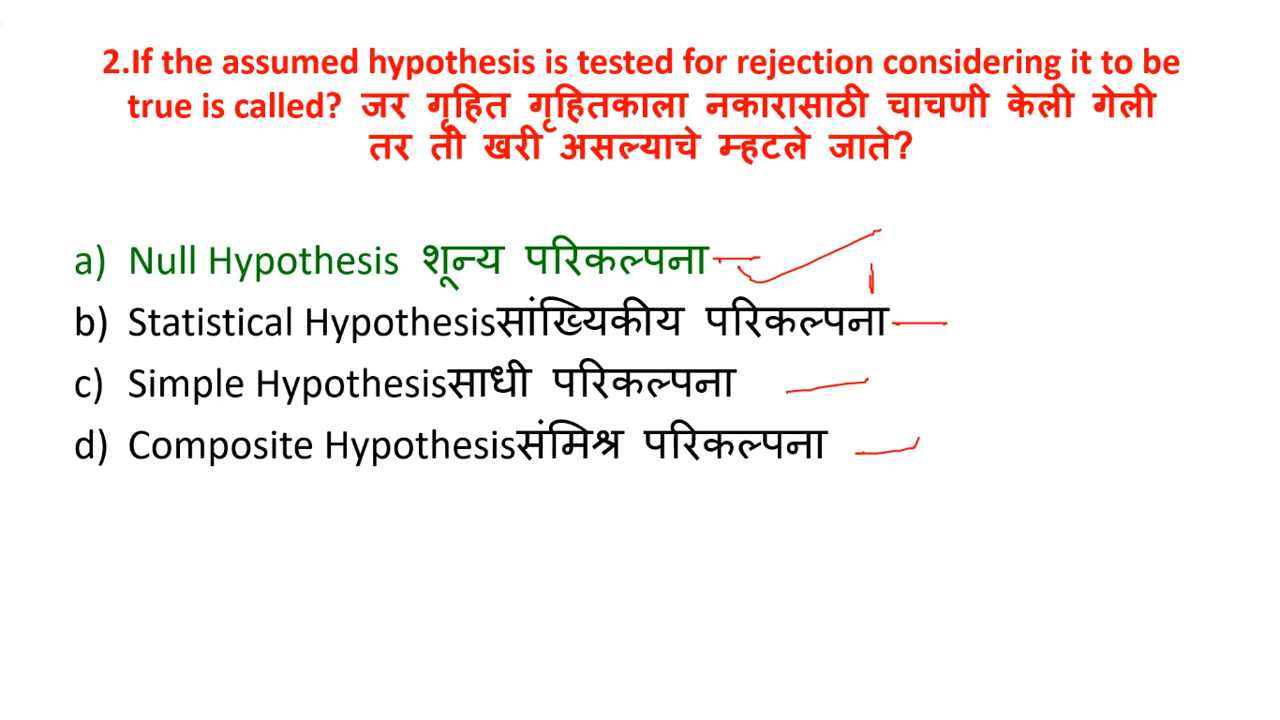 2.If the assumed hypothesis is tested for rejection considering it to be
true is called? जर गृहित गृहितकाला नकारासाठी चाचणी केली गेली
तर ती खरी असल्याचे म्हटले जाते?
a) Null Hypothesis शून्य परिकल्पना
b) Statistical Hypothesisसांख्यिकीय परिकल्पना
c) Simple Hypothesisसाधी परिकल्पना
d) Composite Hypothesisसंमिश्र परिकल्पना